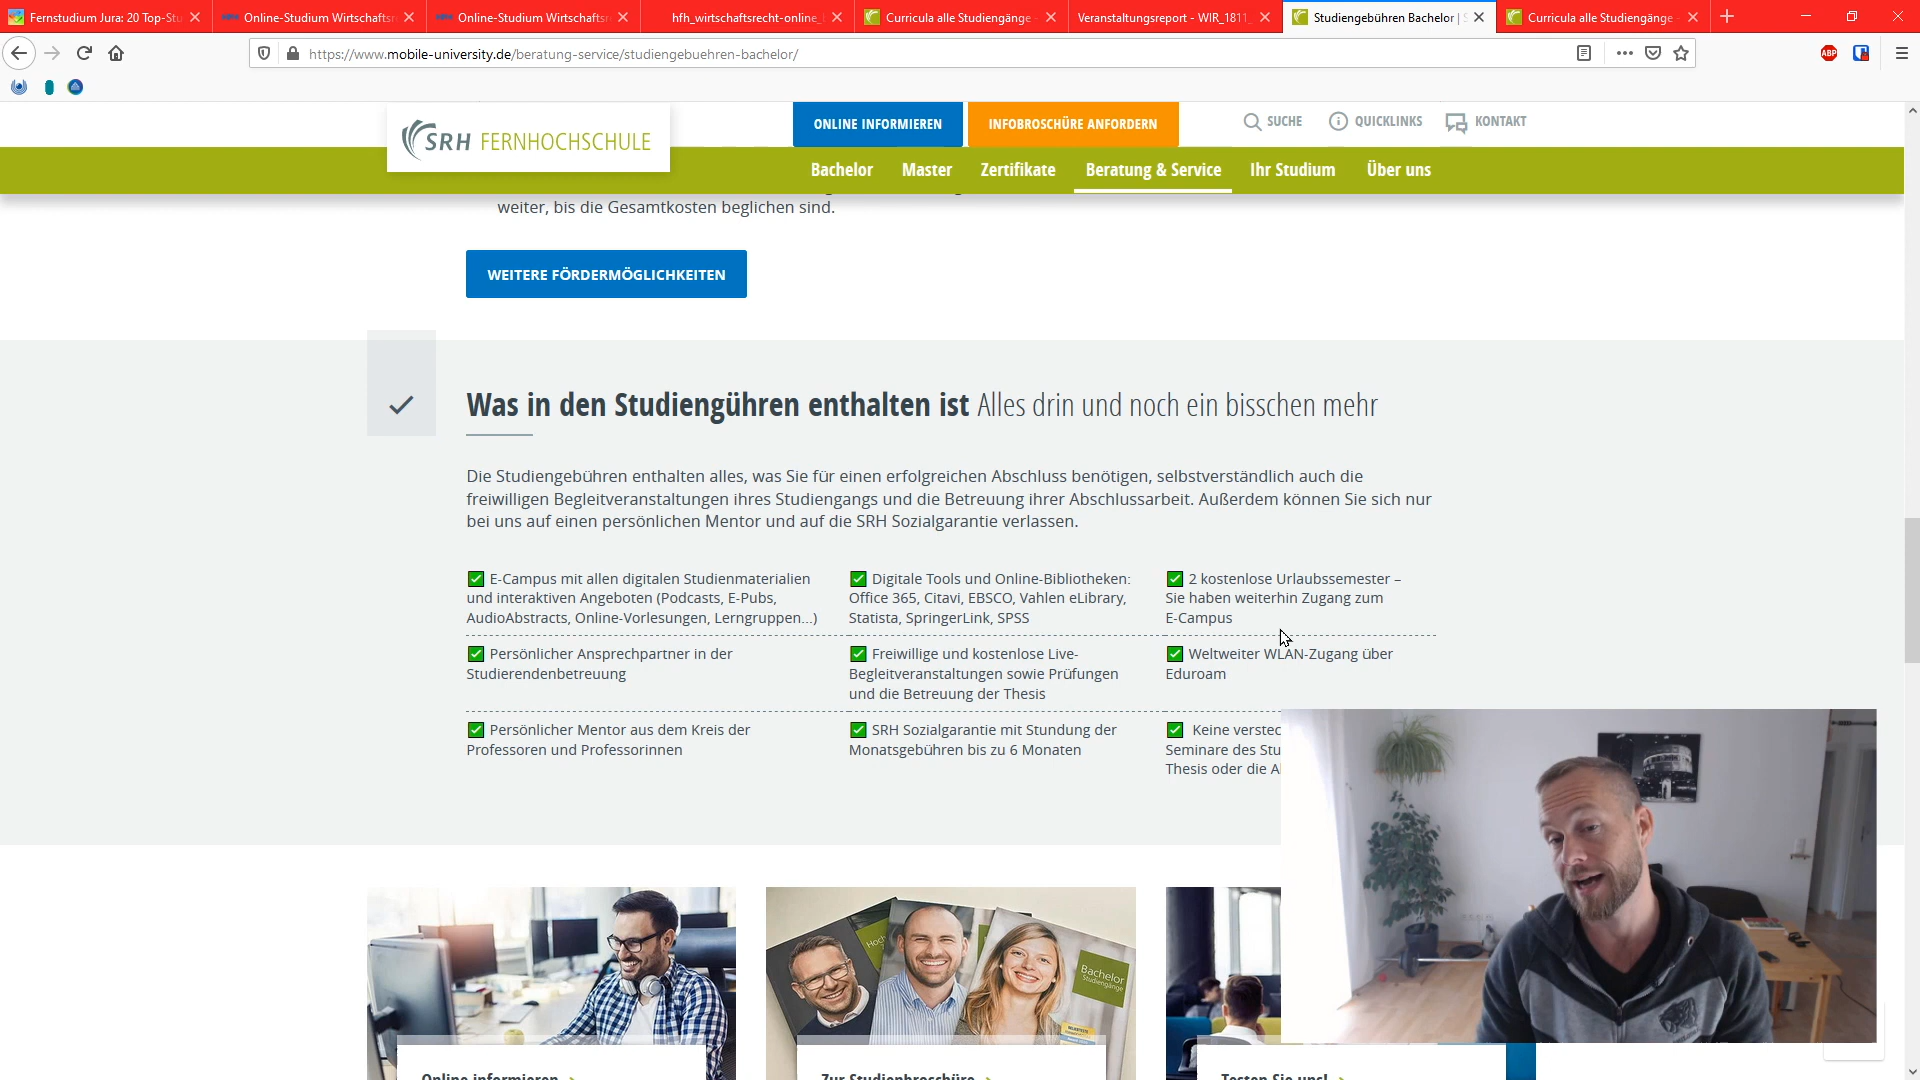 Fernstudium Jura: 20 Top-Stu
Online-Studium Wirtschaftsr
Online-Studium Wirtschaftsr
hfh_wirtschaftsrecht-online_
Curricula alle Studiengänge
Veranstaltungsreport - WIR_1811_
Studiengebühren Bachelor |
Curricula alle Studiengänge
https://www.mobile-university.de/beratung-service/studiengebuehren-bachelor/
ABP
SRH FERNHOCHSCHULE
ONLINE INFORMIEREN
INFOBROSCHÜRE ANFORDERN
SUCHE
QUICKLINKS
KONTAKT
Bachelor
Master
Zertifikate
Beratung & Service
Ihr Studium
Über uns
weiter, bis die Gesamtkosten beglichen sind.
WEITERE FÖRDERMÖGLICHKEITEN
Was in den Studiengühren enthalten ist Alles drin und noch ein bisschen mehr
Die Studiengebühren enthalten alles, was Sie für einen erfolgreichen Abschluss benötigen, selbstverständlich auch die
freiwilligen Begleitveranstaltungen ihres Studiengangs und die Betreuung ihrer Abschlussarbeit. Außerdem können Sie sich nur
bei uns auf einen persönlichen Mentor und auf die SRH Sozialgarantie verlassen.
E-Campus mit allen digitalen Studienmaterialien
und interaktiven Angeboten (Podcasts, E-Pubs,
AudioAbstracts, Online-Vorlesungen, Lerngruppen...)
Digitale Tools und Online-Bibliotheken:
Office 365, Citavi, EBSCO, Vahlen eLibrary,
Statista, SpringerLink, SPSS
2 kostenlose Urlaubssemester –
Sie haben weiterhin Zugang zum
E-Campus
Persönlicher Ansprechpartner in der
Studierendenbetreuung
Freiwillige und kostenlose Live-
Begleitveranstaltungen sowie Prüfungen
und die Betreuung der Thesis
Weltweiter WLAN-Zugang über
Eduroam
Persönlicher Mentor aus dem Kreis der
Professoren und Professorinnen
SRH Sozialgarantie mit Stundung der
Monatsgebühren bis zu 6 Monaten
Keine verstec
Seminare des Stu
Thesis oder die A
Bachelor
Studiengänge
Online informieren
Zur Studienbroschüre
Testen Sie uns!